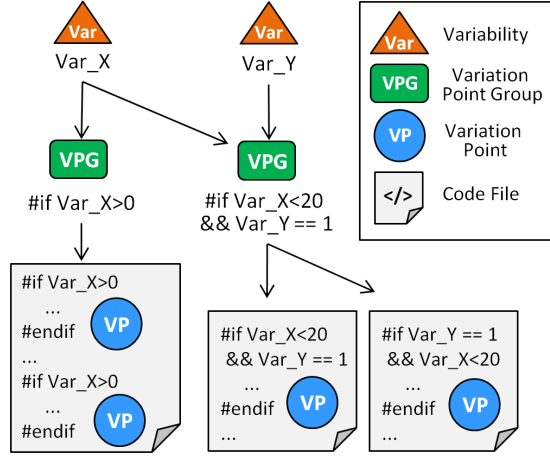 Var
Var_X
Var
Var_Y
VPG
#if Var_X>0
VPG
#if Var_X<20
&& Var_Y == 1
#if Var_X>0
...
#endif
VP
...
#if Var_X>0
...
#endif
VP
#if Var_X<20
&& Var_Y == 1
...
#endif
VP
...
#if Var_Y == 1
&& Var_X<20
...
#endif
VP
...
Var
Variability
VPG
Variation
Point Group
VP
Variation
Point
</>
Code File